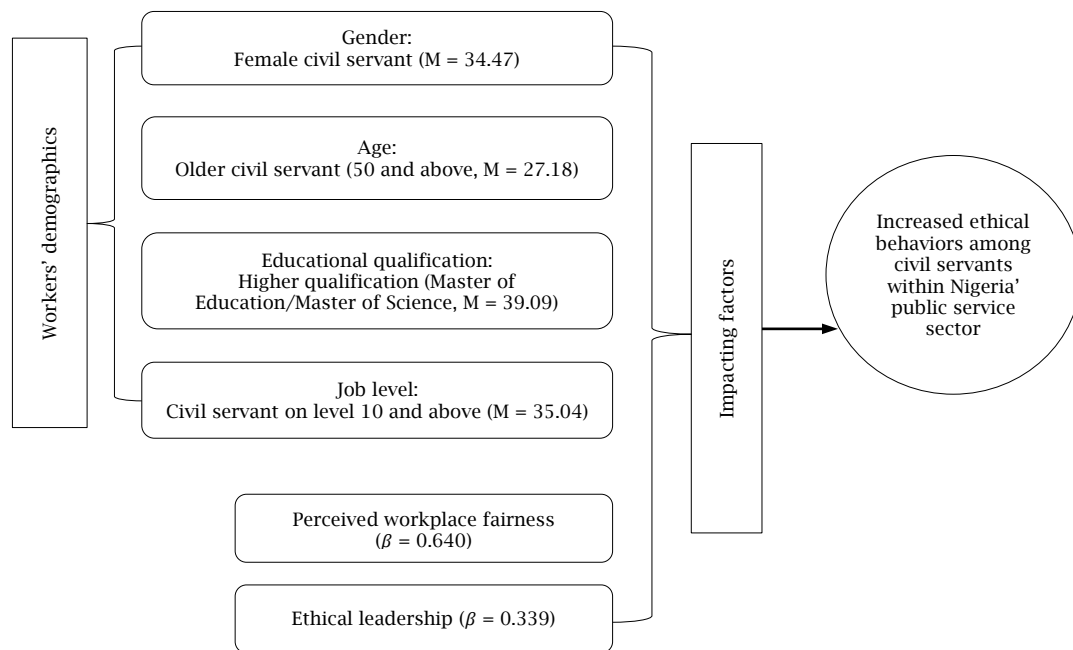 Workers' demographics
Gender:
Female civil servant (M = 34.47)
Age:
Older civil servant (50 and above, M = 27.18)
Educational qualification:
Higher qualification (Master of
Education/Master of Science, M = 39.09)
Job level:
Civil servant on level 10 and above (M = 35.04)
Perceived workplace fairness
(β = 0.640)
Ethical leadership (β = 0.339)
Impacting factors
Increased ethical
behaviors among
civil servants
within Nigeria'
public service
sector